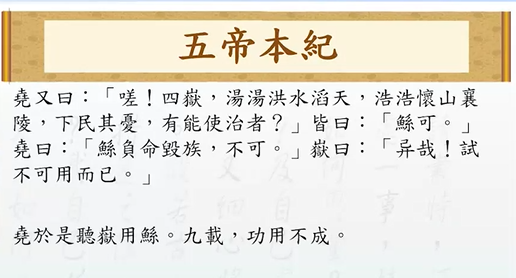 五帝本紀
堯又曰：「嗟！四嶽，湯湯洪水滔天，浩浩懷山襄
陵，下民其憂，有能使治者？」皆曰：「鯀可。」
堯曰：「鯀負命毀族，不可。」嶽曰：「异哉！試
不可用而已。」
堯於是聽嶽用鯀。九載，功用不成。